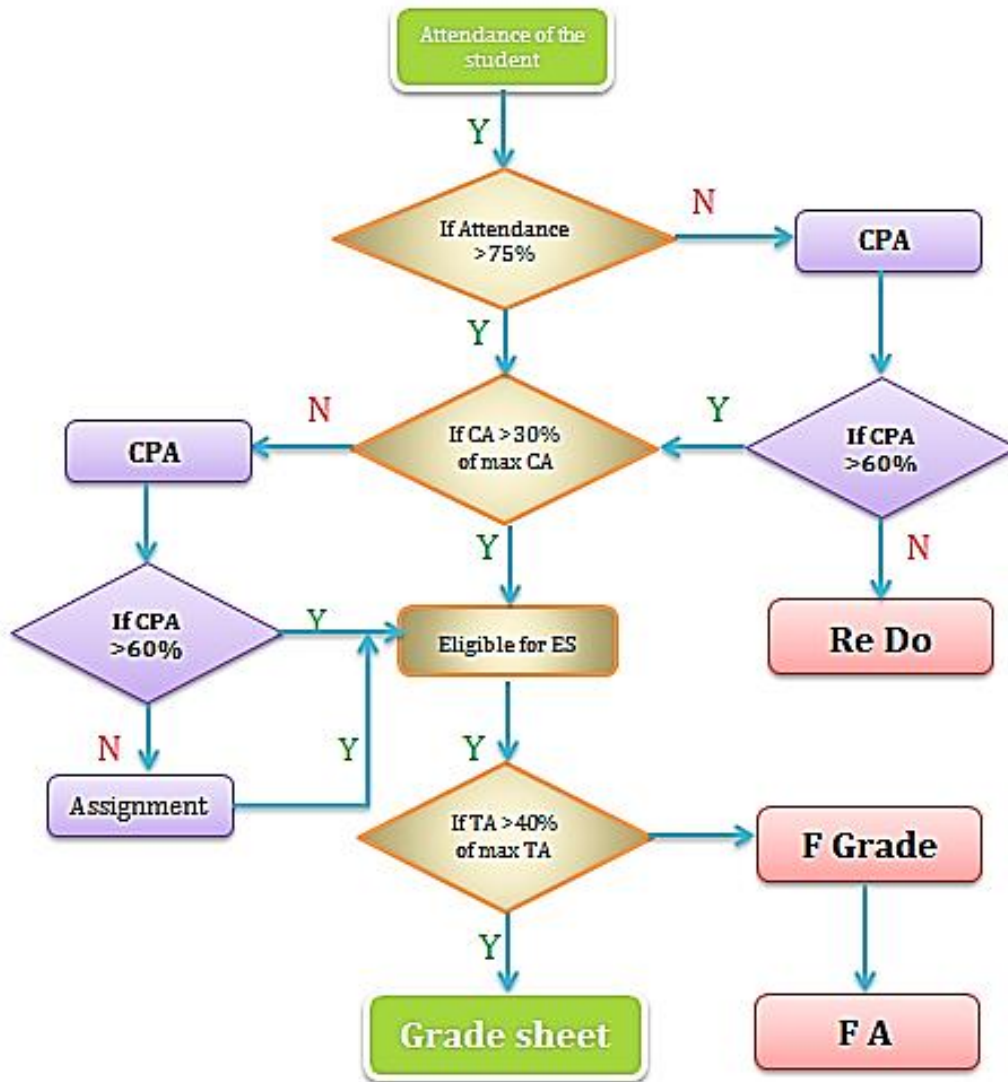 Attendance of the
student
Y
If Attendance
>75%
N
CPA
Y
If CPA
>60%
Y
N
Re Do
If CA >30%
of max CA
N
CPA
If CPA
>60%
Y
N
Assignment
Y
Y
Eligible for ES
Y
If TA >40%
of max TA
F Grade
F A
Y
Grade sheet